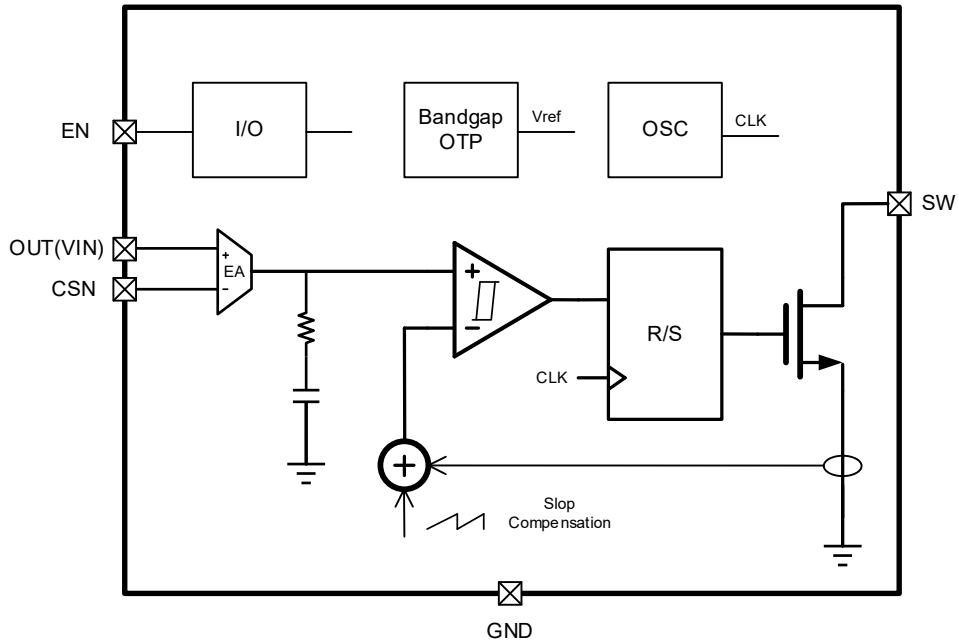 EN
I/O
Bandgap
OTP
Vref
OSC
CLK
SW
OUT(VIN)
CSN
+
EA
-
+
-
R/S
CLK
+
Slop
Compensation
GND